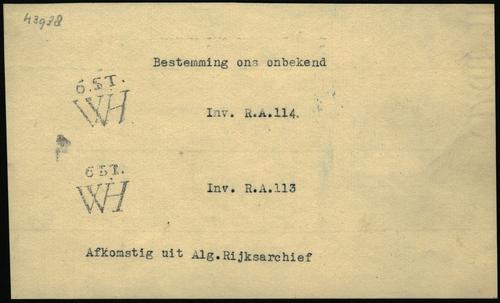 43938
Bestemming ons onbekend
6.ST.
WH
Inv. R.A.114.
6 ST.
WH
Inv. R.A.113
Afkomstig uit Alg.Rijksarchief